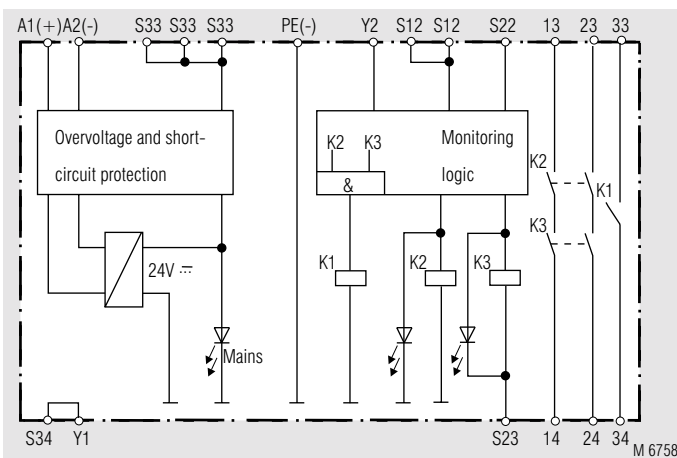 A1(+) A2(-) S33 S33 S33 PE(-) Y2 S12 S12 S22 13 23 33
Overvoltage and short-
circuit protection
K2 K3
&
Monitoring
logic
K2
K1
K3
24V
K1
K2
K3
Mains
S34 Y1 S23 14 24 34
M 6758